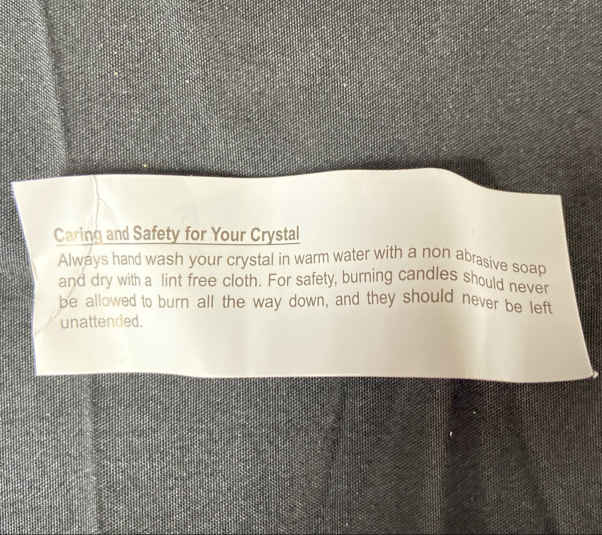 Caring and Safety for Your Crystal
Always hand wash your crystal in warm water with a non abrasive soap
and dry with a lint free cloth. For safety, burning candles should never
be allowed to burn all the way down, and they should never be left
unattended.